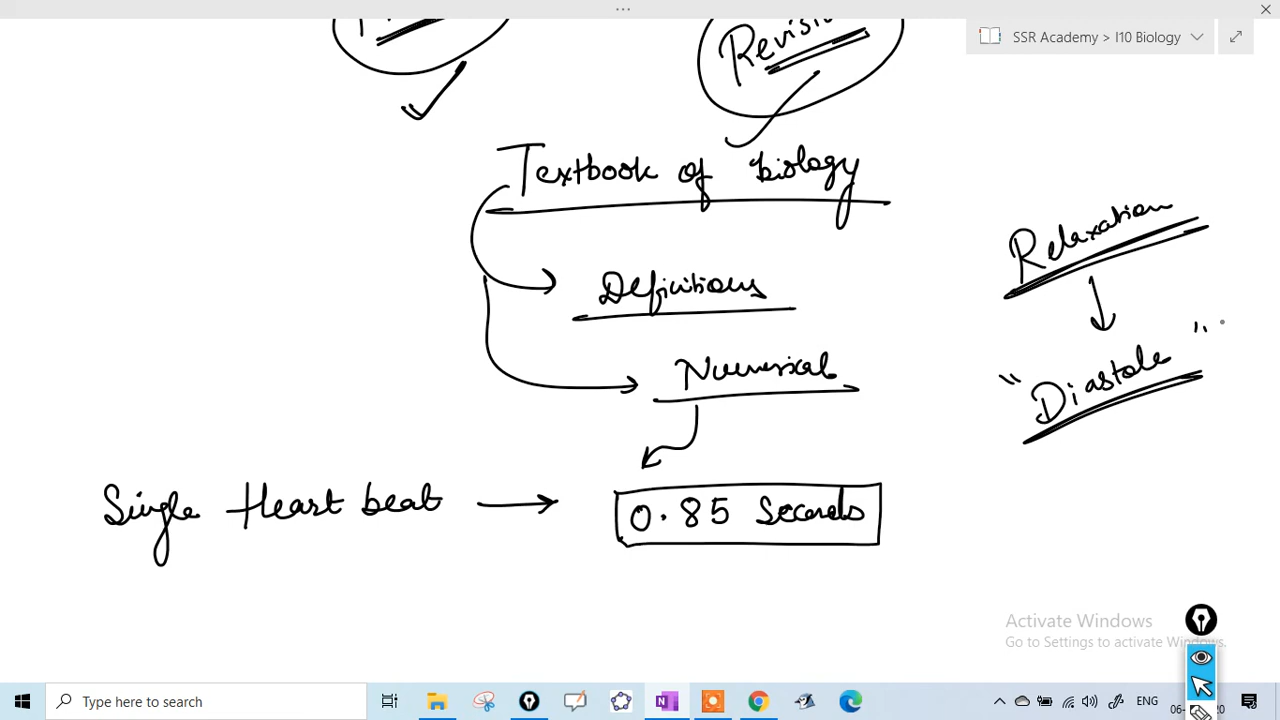 SSR Academy > I10 Biology
Revision
Textbook of biology
Relaxation
Definitions
"Diastole"
Numerical
Single Heart beat → 0.85 Seconds
Activate Windows
Go to Settings to activate Windows.
Type here to search
ENG